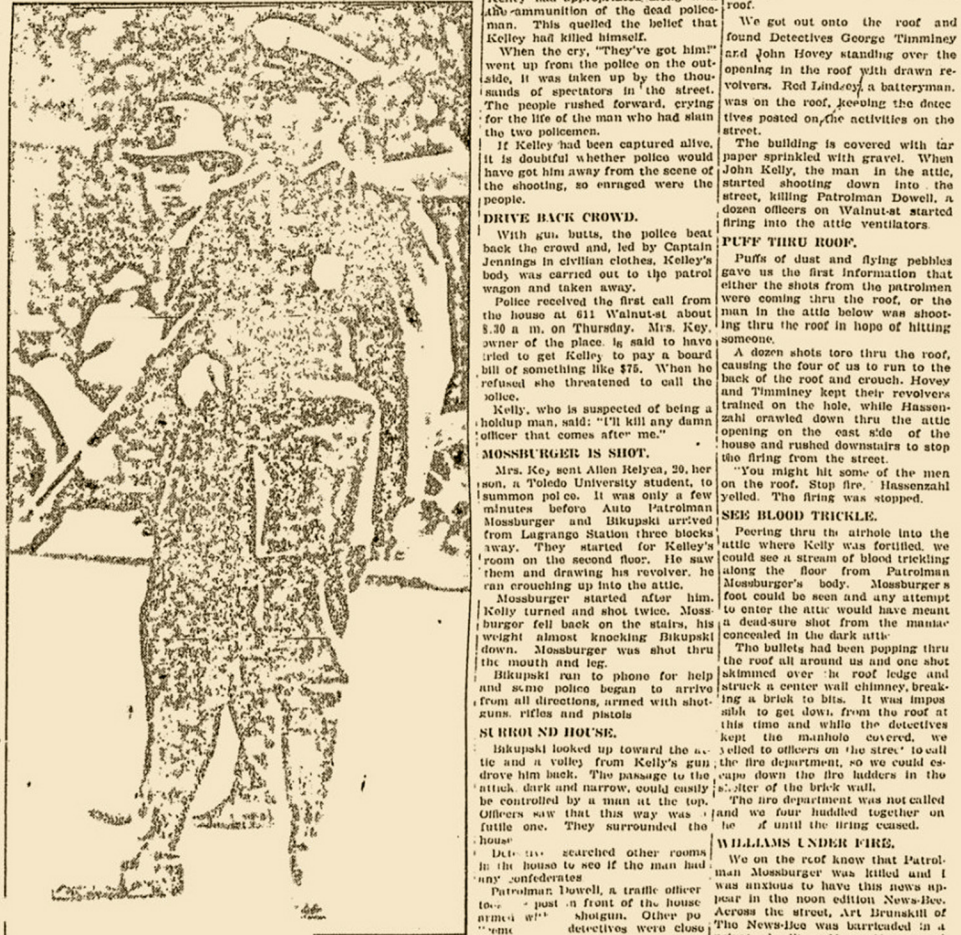 the ammunition of the dead police-
man. This quelled the belief that
Kelley had killed himself.
When the cry, "They've got him!"
went up from the police on the out-
side, it was taken up by the thou-
sands of spectators in the street.
The people rushed forward, crying
for the life of the man who had slain
the two policemen.
If Kelley had been captured alive,
it is doubtful whether police would
have got him away from the scene of
the shooting, so enraged were the
people.
DRIVE BACK CROWD.
With gun butts, the police beat
back the crowd and, led by Captain
Jennings in civilian clothes, Kelley's
body was carried out to the patrol
wagon and taken away.
Police received the first call from
the house at 611 Walnut-st about
8.30 a m. on Thursday. Mrs. Key,
owner of the place, is said to have
tried to get Kelley to pay a board
bill of something like $75. When he
refused she threatened to call the
police.
Kelly, who is suspected of being a
holdup man, said: "I'll kill any damn
officer that comes after me."
MOSSBURGER IS SHOT.
Mrs. Key sent Allen Relyea, 20, her
son, a Toledo University student, to
summon police. It was only a few
minutes before Auto Patrolman
Mossburger and Bikupski arrived
from Lagrange Station three blocks
away. They started for Kelley's
room on the second floor. He saw
them and drawing his revolver, he
ran crouching up into the attic.
Mossburger started after him.
Kelly turned and shot twice. Moss-
burger fell back on the stairs, his
weight almost knocking Bikupski
down. Mossburger was shot thru
the mouth and leg.
Bikupski run to phone for help
and some police began to arrive
from all directions, armed with shot-
guns, rifles and pistols
SURROUND HOUSE.
Bikupski looked up toward the at-
tic and a volley from Kelly's gun
drove him back. The passage to the
attick, dark and narrow, could easily
be controlled by a man at the top.
Officers saw that this way was a
futile one. They surrounded the
house
searched other rooms
in the house to see if the man had
any confederates
Patrolman Dowell, a traffic officer
post in front of the house
armed shotgun. Other po
detectives were close
roof.
We got out onto the roof and
found Detectives George Timminey
and John Hovey standing over the
opening in the roof with drawn re-
volvers. Red Lindsey, a batteryman,
was on the roof, keeping the detec
tives posted on the activities on the
street.
The building is covered with tar
paper sprinkled with gravel. When
John Kelly, the man in the attic,
started shooting down into the
street, killing Patrolman Dowell, a
dozen officers on Walnut-st started
firing into the attic ventilators.
PUFF THRU ROOF.
Puffs of dust and flying pebbles
gave us the first information that
either the shots from the patrolmen
were coming thru the roof, or the
man in the attic below was shoot-
ing thru the roof in hope of hitting
someone.
A dozen shots tore thru the roof,
causing the four of us to run to the
back of the roof and crouch. Hovey
and Timminey kept their revolvers
trained on the hole, while Hassen-
zahl crawled down thru the attic
opening on the east side of the
house and rushed downstairs to stop
the firing from the street.
"You might hit some of the men
on the roof. Stop fire. Hassenzahl
yelled. The firing was stopped.
SEE BLOOD TRICKLE.
Peering thru the airhole into the
attic where Kelly was fortified, we
could see a stream of blood trickling
along the floor from Patrolman
Mossburger's body. Mossburgers
foot could be seen and any attempt
to enter the attic would have meant
a dead-sure shot from the maniac
concealed in the dark attic
The bullets had been popping thru
the roof all around us and one shot
skimmed over the roof ledge and
struck a center wall chimney, break-
ing a brick to bits. It was impos
sible to get down from the roof at
this time and while the detectives
kept the manhole covered, we
yelled to officers on the street to call
the fire department, so we could es-
cape down the fire ladders in the
shelter of the brick wall.
The fire department was not called
and we four huddled together on
until the firing ceased.
WILLIAMS UNDER FIRE.
We on the roof know that Patrol-
man Mossburger was killed and I
was anxious to have this news ap-
pear in the noon edition News-Bee.
Across the street, Art Brunskill of
The News-Bee was barricaded in a